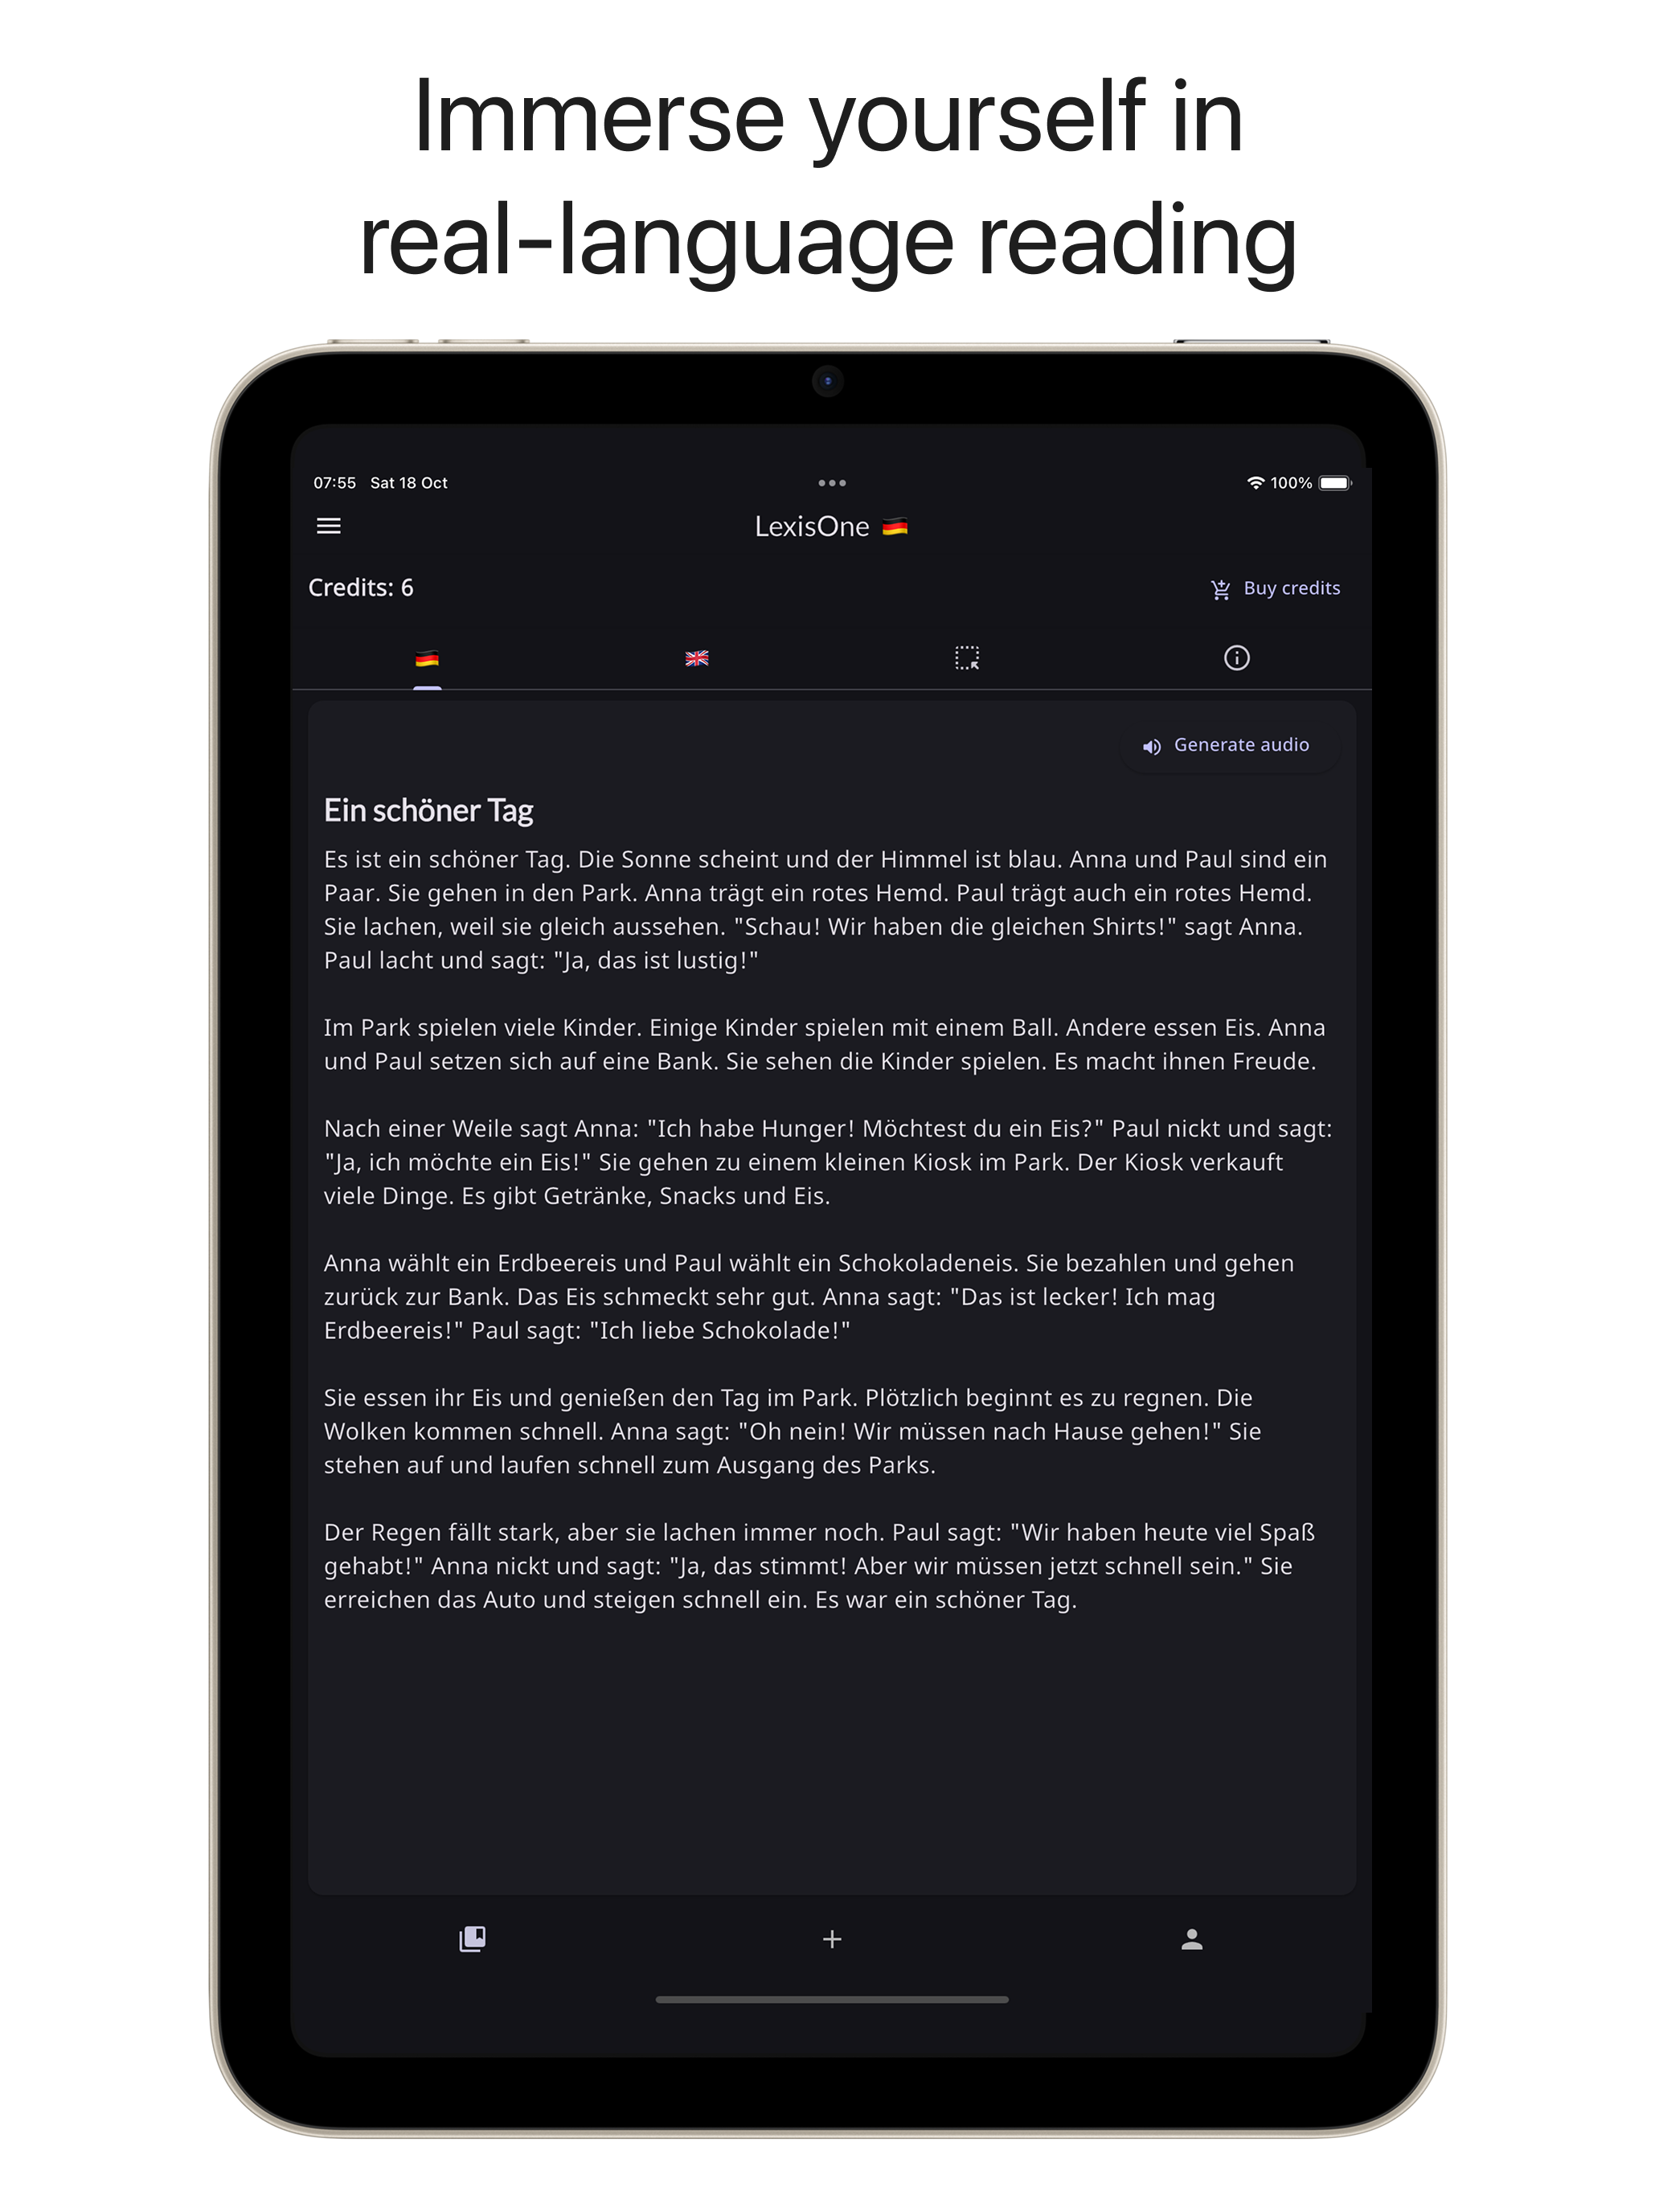 Immerse yourself in
real-language reading
07:55 Sat 18 Oct
100%
LexisOne
Credits: 6
Buy credits
Generate audio
Ein schöner Tag
Es ist ein schöner Tag. Die Sonne scheint und der Himmel ist blau. Anna und Paul sind ein
Paar. Sie gehen in den Park. Anna trägt ein rotes Hemd. Paul trägt auch ein rotes Hemd.
Sie lachen, weil sie gleich aussehen. "Schau! Wir haben die gleichen Shirts!" sagt Anna.
Paul lacht und sagt: "Ja, das ist lustig!"
Im Park spielen viele Kinder. Einige Kinder spielen mit einem Ball. Andere essen Eis. Anna
und Paul setzen sich auf eine Bank. Sie sehen die Kinder spielen. Es macht ihnen Freude.
Nach einer Weile sagt Anna: "Ich habe Hunger! Möchtest du ein Eis?" Paul nickt und sagt:
"Ja, ich möchte ein Eis!" Sie gehen zu einem kleinen Kiosk im Park. Der Kiosk verkauft
viele Dinge. Es gibt Getränke, Snacks und Eis.
Anna wählt ein Erdbeereis und Paul wählt ein Schokoladeneis. Sie bezahlen und gehen
zurück zur Bank. Das Eis schmeckt sehr gut. Anna sagt: "Das ist lecker! Ich mag
Erdbeereis!" Paul sagt: "Ich liebe Schokolade!"
Sie essen ihr Eis und genießen den Tag im Park. Plötzlich beginnt es zu regnen. Die
Wolken kommen schnell. Anna sagt: "Oh nein! Wir müssen nach Hause gehen!" Sie
stehen auf und laufen schnell zum Ausgang des Parks.
Der Regen fällt stark, aber sie lachen immer noch. Paul sagt: "Wir haben heute viel Spaß
gehabt!" Anna nickt und sagt: "Ja, das stimmt! Aber wir müssen jetzt schnell sein." Sie
erreichen das Auto und steigen schnell ein. Es war ein schöner Tag.